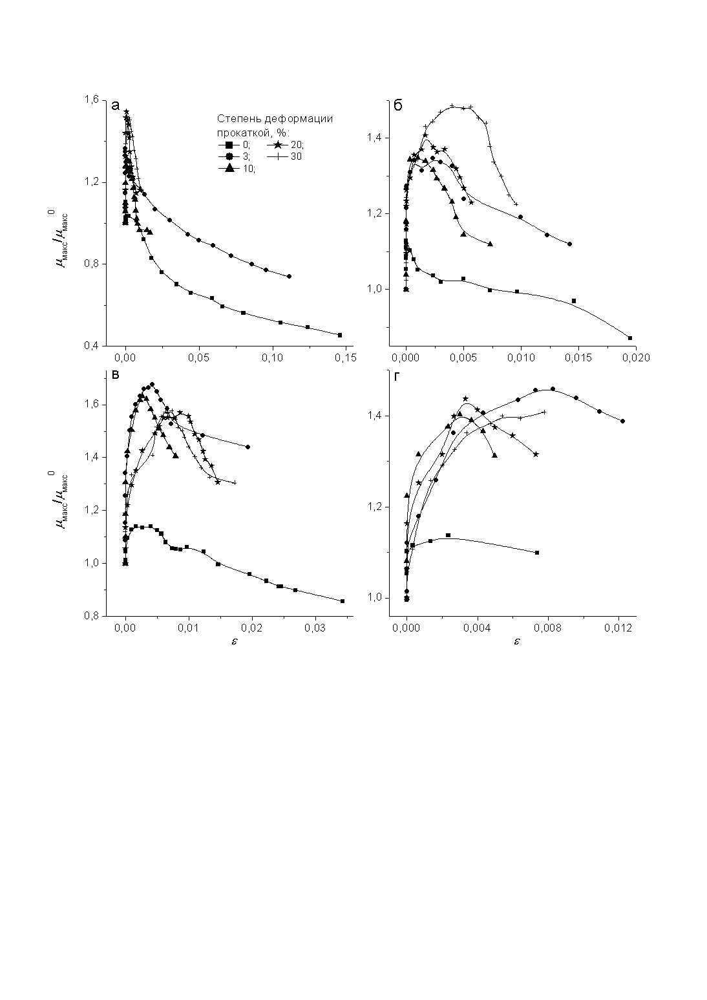 1,6
1,2
0,8
0,4
а
Степень деформации
прокаткой, %:
0; 20;
3; 30
10;
μмакс/μмакс0
0,00 0,05 0,10 0,15
б
1,4
1,2
1,0
0,000 0,005 0,010 0,015 0,020
в
1,6
1,4
1,2
1,0
0,8
μмакс/μмакс0
0,00 0,01 0,02 0,03
ε
г
1,4
1,2
1,0
0,000 0,004 0,008 0,012
ε